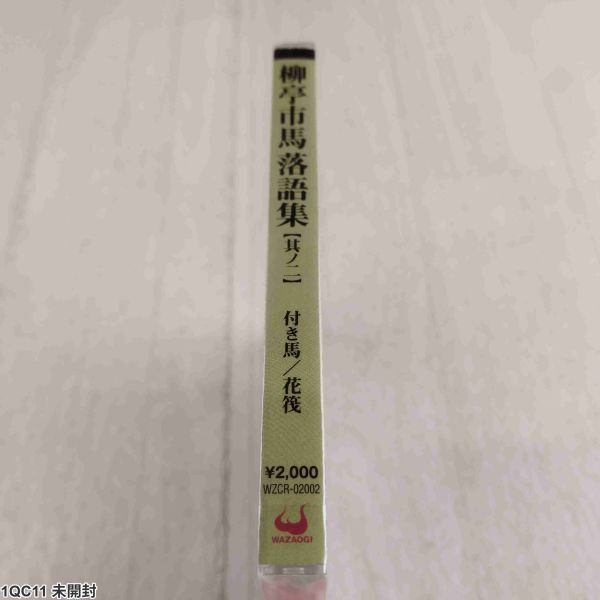 柳亭市馬落語集【其ノ二】 付き馬／花筏
¥2,000
WZCR-02002
WAZAOGI
1QC11 未開封